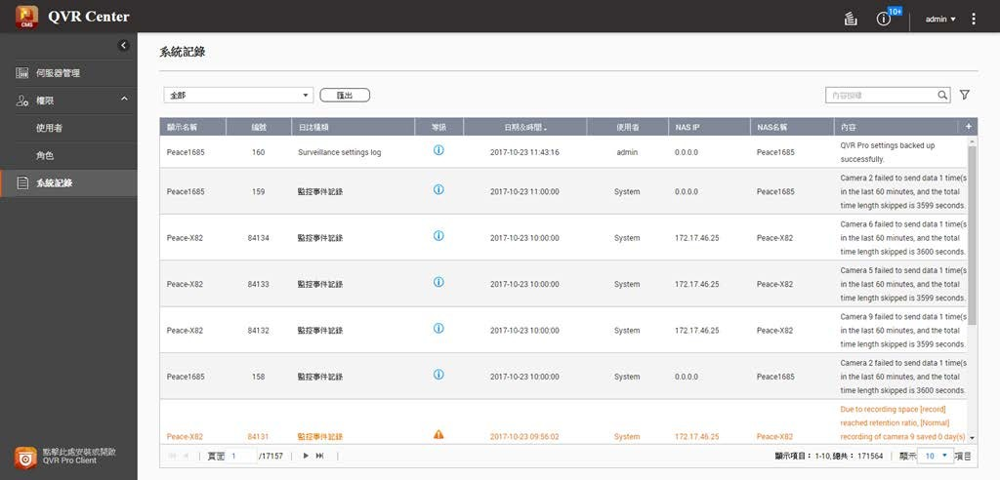 CMS
QVR Center
10+
admin
伺服器管理
權限
使用者
角色
系統記錄
點擊此處安裝或開啟
QVR Pro Client
系統記錄
全部
匯出
內容搜尋
顯示名稱 編號 日誌種類 等級 日期&時間 使用者 NAS IP NAS名稱 內容 +
Peace1685 160 Surveillance settings log 2017-10-23 11:43:16 admin 0.0.0.0 Peace1685 QVR Pro settings backed up
successfully.
Peace1685 159 監控事件記錄 2017-10-23 11:00:00 System 0.0.0.0 Peace1685 Camera 2 failed to send data 1 time(s
in the last 60 minutes, and the total
time length skipped is 3599 seconds.
Peace-X82 84134 監控事件記錄 2017-10-23 10:00:00 System 172.17.46.25 Peace-X82 Camera 6 failed to send data 1 time(s
in the last 60 minutes, and the total
time length skipped is 3600 seconds.
Peace-X82 84133 監控事件記錄 2017-10-23 10:00:00 System 172.17.46.25 Peace-X82 Camera 5 failed to send data 1 time(s
in the last 60 minutes, and the total
time length skipped is 3599 seconds.
Peace-X82 84132 監控事件記錄 2017-10-23 10:00:00 System 172.17.46.25 Peace-X82 Camera 9 failed to send data 1 time(s
in the last 60 minutes, and the total
time length skipped is 3599 seconds.
Peace1685 158 監控事件記錄 2017-10-23 10:00:00 System 0.0.0.0 Peace1685 Camera 2 failed to send data 1 time(s
in the last 60 minutes, and the total
time length skipped is 3600 seconds.
Peace-X82 84131 監控事件記錄 2017-10-23 09:56:02 System 172.17.46.25 Peace-X82 Due to recording space [record]
reached retention ratio, [Normal]
recording of camera 9 saved 0 day(s)
頁面 1 /17157 顯示項目: 1-10, 總共: 171564 顯示 10 項目